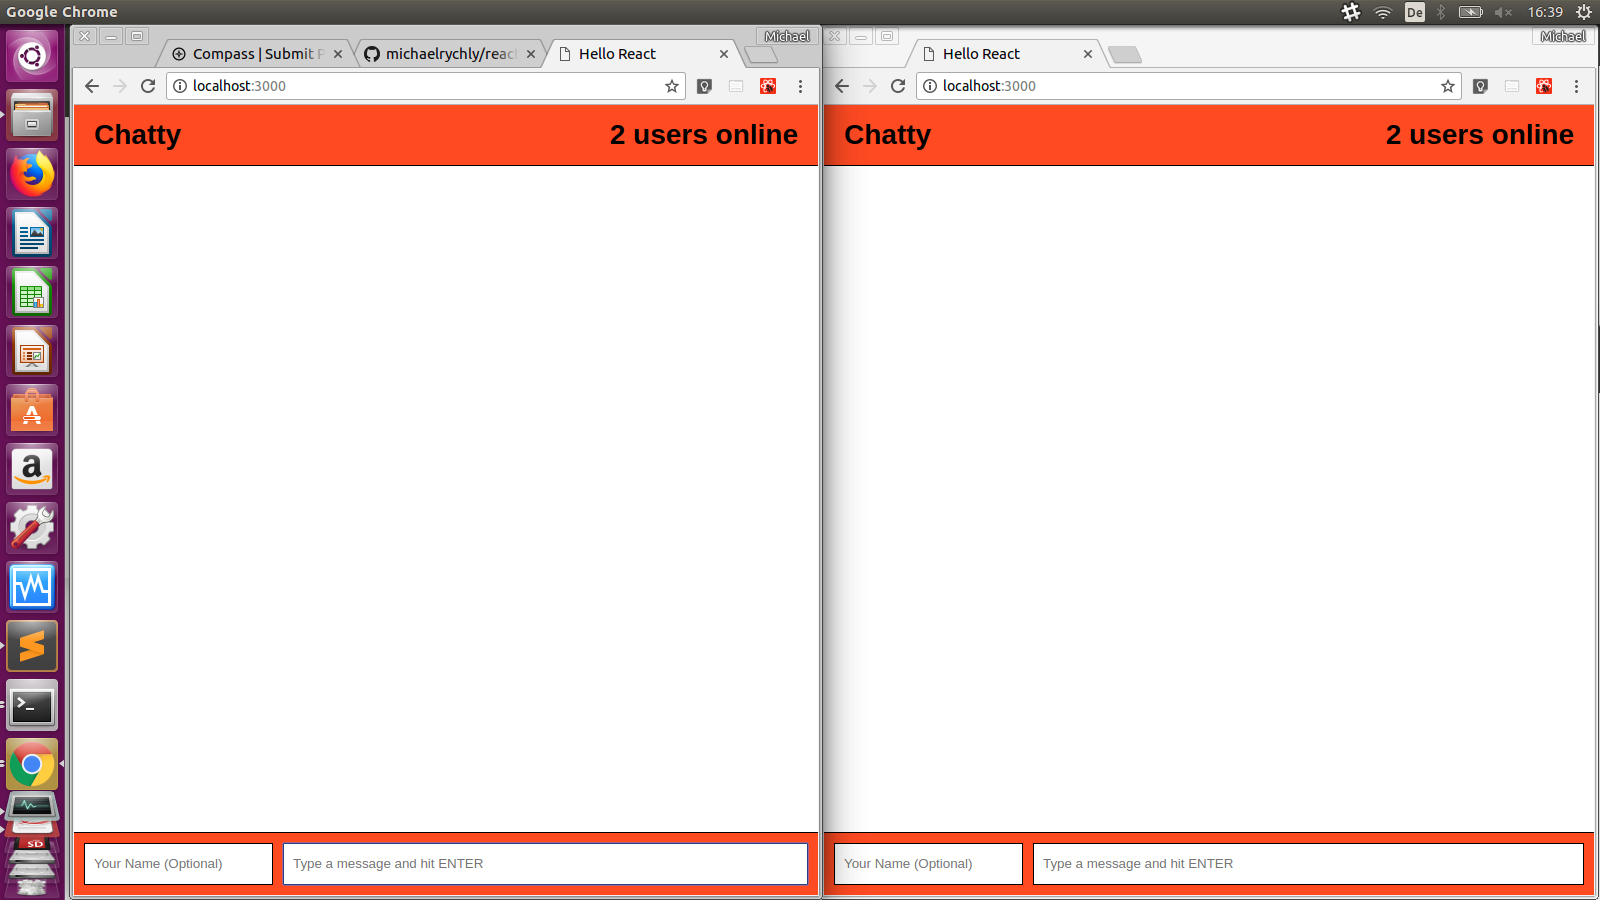 Google Chrome
De
16:39
Michael
Compass | Submit P
michaelrychly/reac
Hello React
localhost:3000
Chatty
2 users online
Your Name (Optional)
Type a message and hit ENTER
Michael
Hello React
localhost:3000
Chatty
2 users online
Your Name (Optional)
Type a message and hit ENTER
A
a
SD